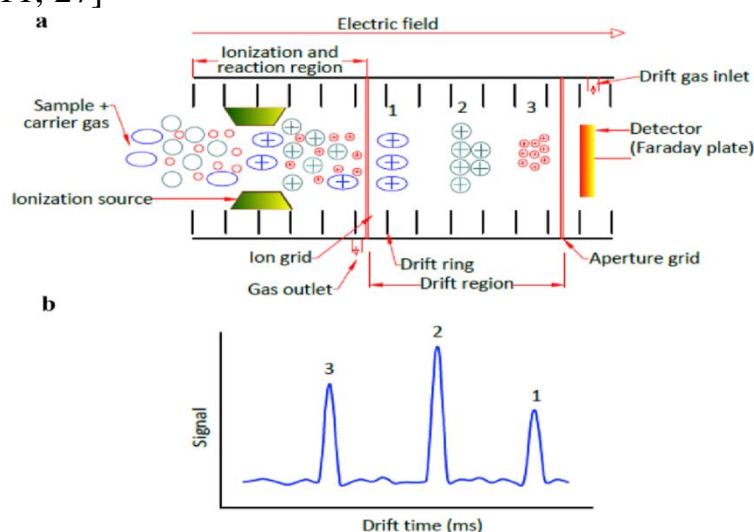 a
Electric field
Ionization and
reaction region
Drift gas inlet
Sample +
carrier gas
1
2
3
Detector
(Faraday plate)
Ionization source
Ion grid
Drift ring
Aperture grid
Gas outlet
Drift region
b
3
2
1
Signal
Drift time (ms)